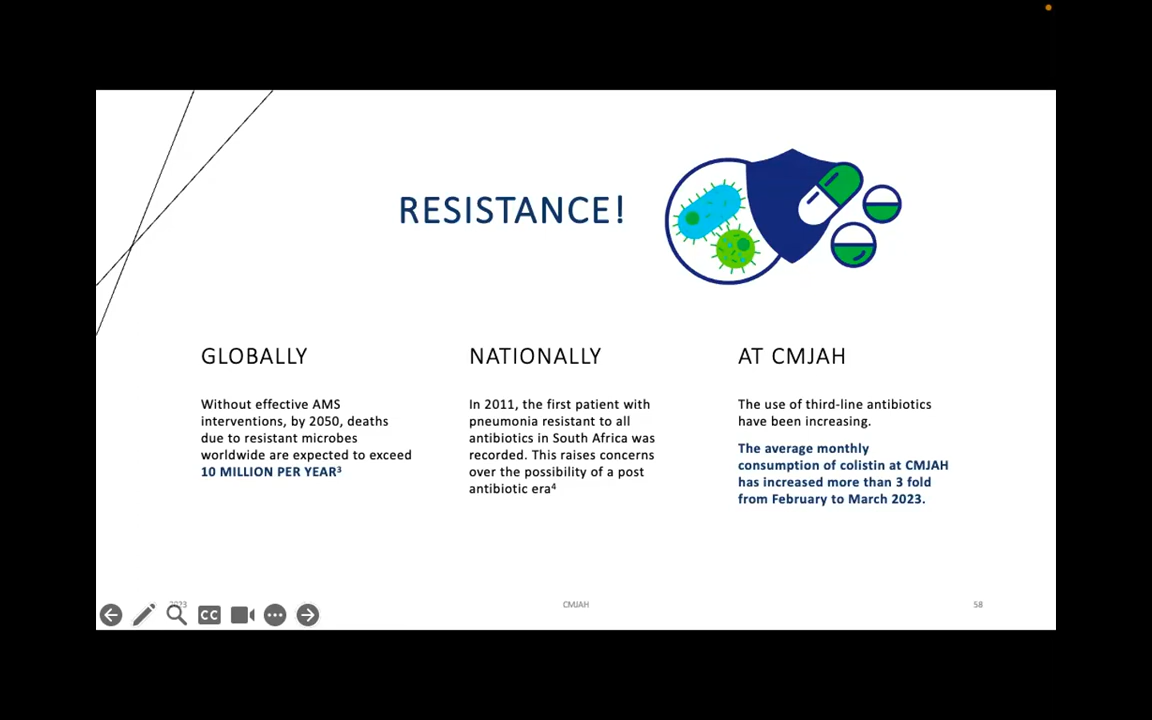 RESISTANCE!
GLOBALLY
Without effective AMS
interventions, by 2050, deaths
due to resistant microbes
worldwide are expected to exceed
10 MILLION PER YEAR³
NATIONALLY
In 2011, the first patient with
pneumonia resistant to all
antibiotics in South Africa was
recorded. This raises concerns
over the possibility of a post
antibiotic era⁴
AT CMJAH
The use of third-line antibiotics
have been increasing.
The average monthly
consumption of colistin at CMJAH
has increased more than 3 fold
from February to March 2023.
2023
CMJAH
58
CC